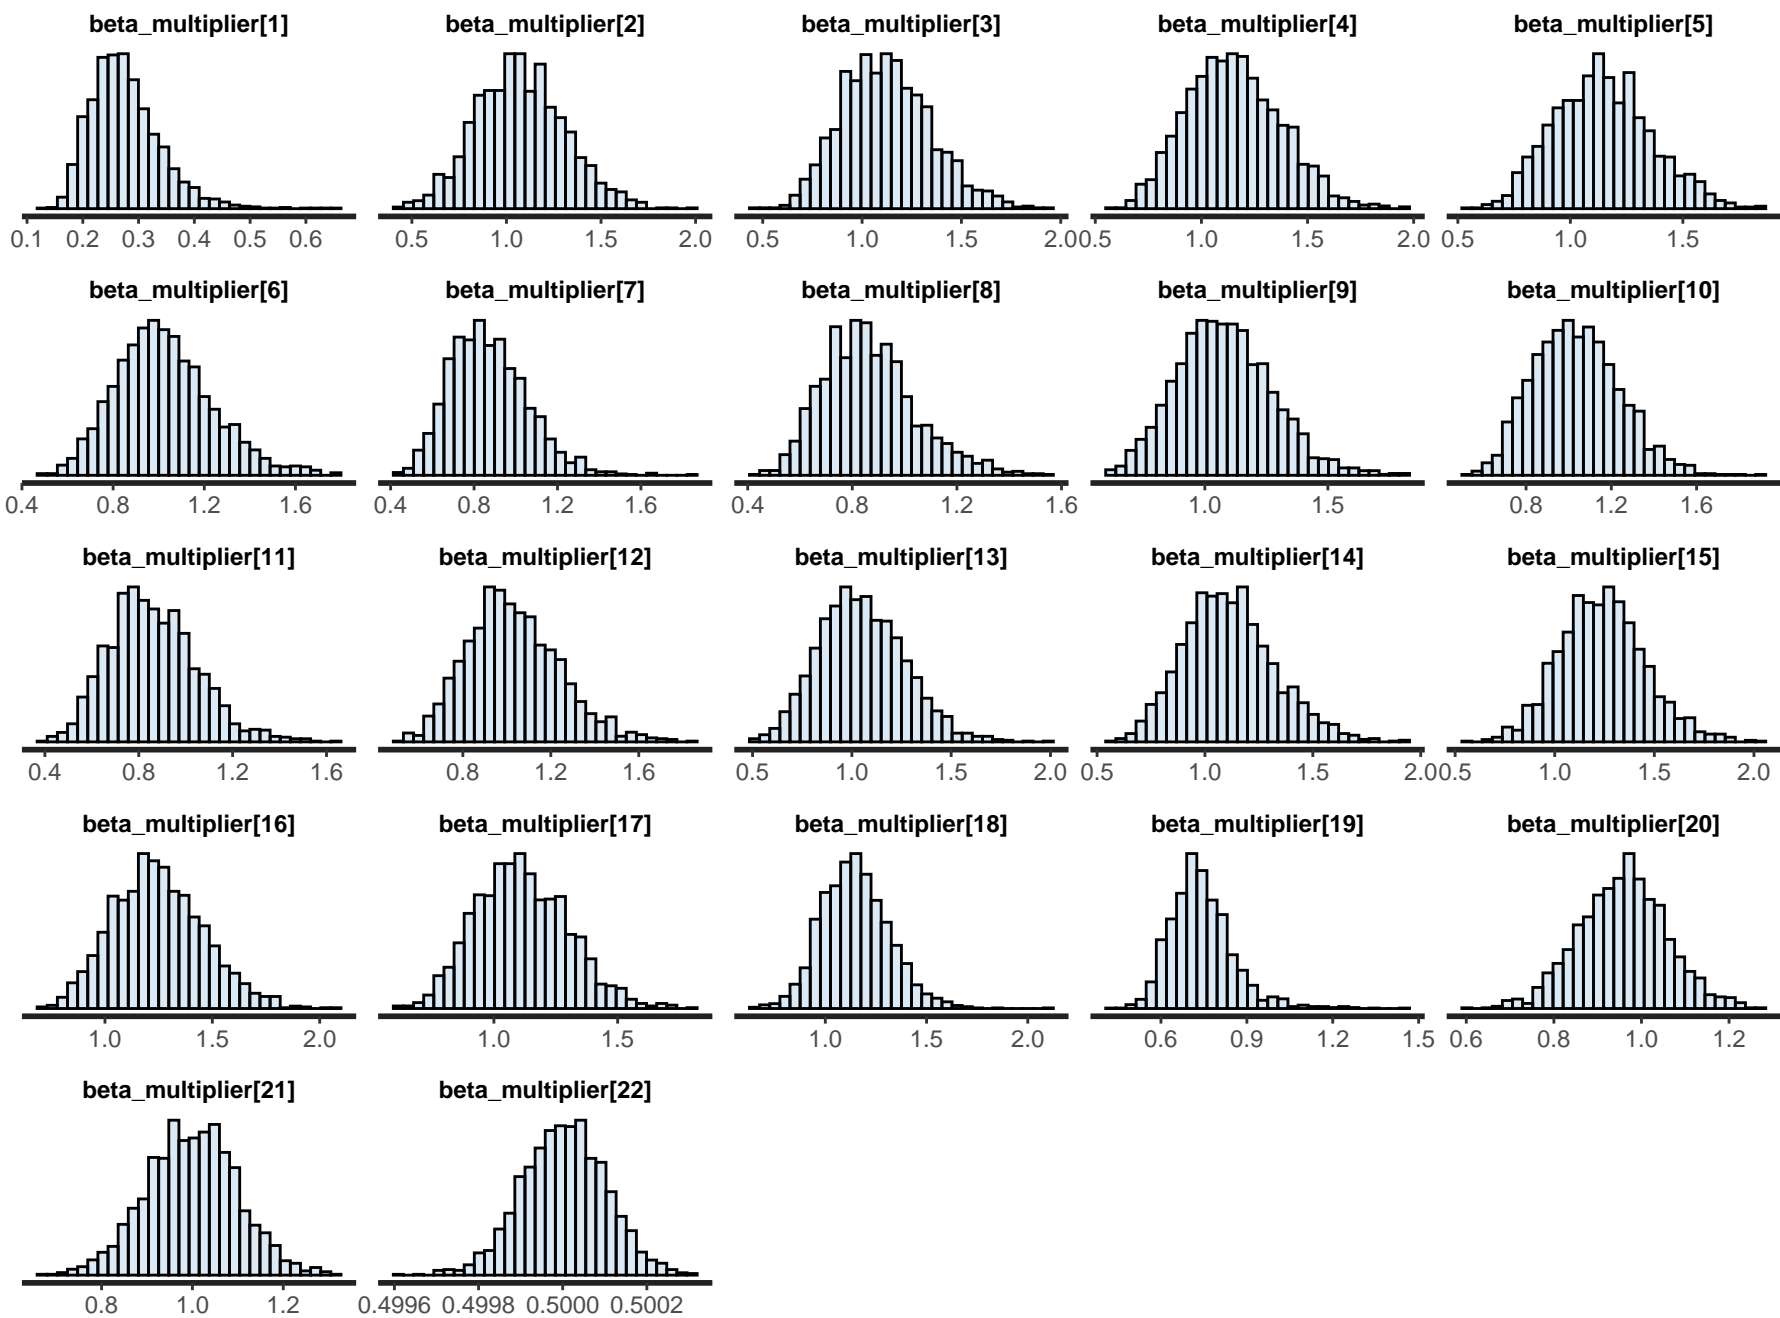 beta_multiplier[1] beta_multiplier[2] beta_multiplier[3] beta_multiplier[4] beta_multiplier[5]
0.1 0.2 0.3 0.4 0.5 0.6 0.5 1.0 1.5 2.0 0.5 1.0 1.5 2.0 0.5 1.0 1.5 2.0 0.5 1.0 1.5
beta_multiplier[6] beta_multiplier[7] beta_multiplier[8] beta_multiplier[9] beta_multiplier[10]
0.4 0.8 1.2 1.6 0.4 0.8 1.2 1.6 0.4 0.8 1.2 1.6 1.0 1.5 0.8 1.2 1.6
beta_multiplier[11] beta_multiplier[12] beta_multiplier[13] beta_multiplier[14] beta_multiplier[15]
0.4 0.8 1.2 1.6 0.8 1.2 1.6 0.5 1.0 1.5 2.0 0.5 1.0 1.5 2.0 0.5 1.0 1.5 2.0
beta_multiplier[16] beta_multiplier[17] beta_multiplier[18] beta_multiplier[19] beta_multiplier[20]
1.0 1.5 2.0 1.0 1.5 1.0 1.5 2.0 0.6 0.9 1.2 1.5 0.6 0.8 1.0 1.2
beta_multiplier[21] beta_multiplier[22]
0.8 1.0 1.2 0.4996 0.4998 0.5000 0.5002